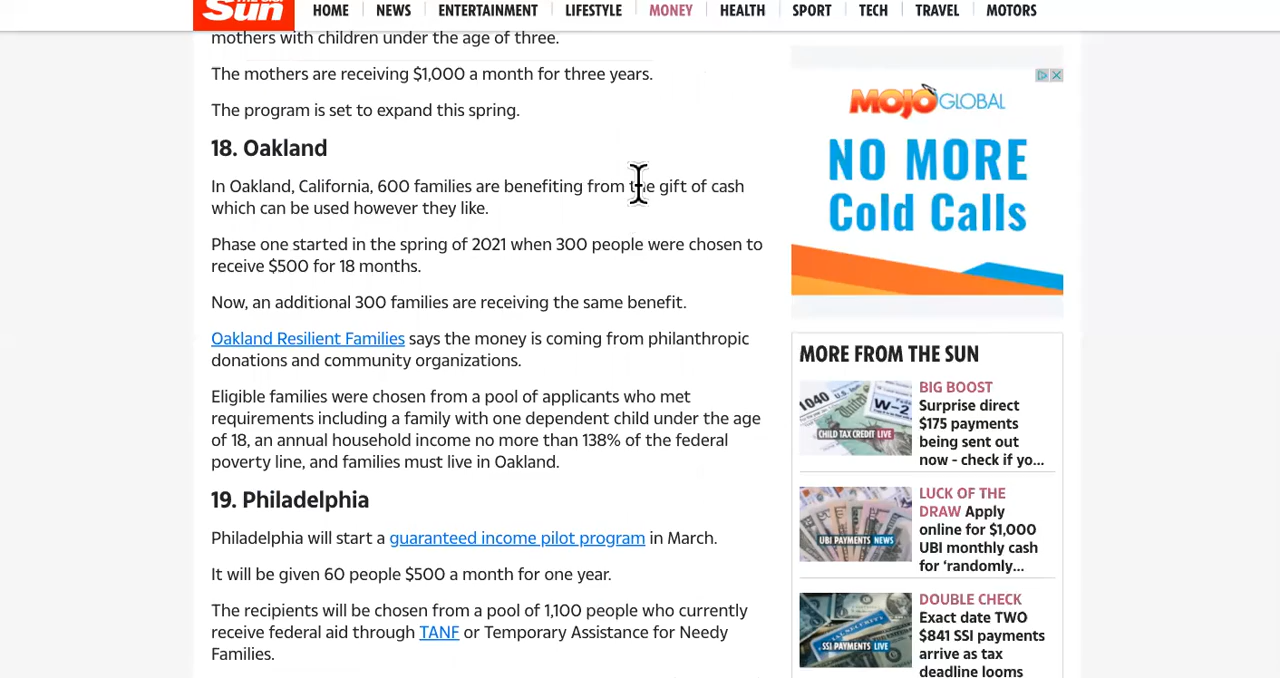 Sun
HOME
NEWS
ENTERTAINMENT
LIFESTYLE
MONEY
HEALTH
SPORT
TECH
TRAVEL
MOTORS
mothers with children under the age of three.
The mothers are receiving $1,000 a month for three years.
The program is set to expand this spring.
18. Oakland
In Oakland, California, 600 families are benefiting from the gift of cash
which can be used however they like.
Phase one started in the spring of 2021 when 300 people were chosen to
receive $500 for 18 months.
Now, an additional 300 families are receiving the same benefit.
Oakland Resilient Families says the money is coming from philanthropic
donations and community organizations.
Eligible families were chosen from a pool of applicants who met
requirements including a family with one dependent child under the age
of 18, an annual household income no more than 138% of the federal
poverty line, and families must live in Oakland.
19. Philadelphia
Philadelphia will start a guaranteed income pilot program in March.
It will be given 60 people $500 a month for one year.
The recipients will be chosen from a pool of 1,100 people who currently
receive federal aid through TANF or Temporary Assistance for Needy
Families.
MOJO GLOBAL
NO MORE
Cold Calls
MORE FROM THE SUN
1040
W-2
CHILD TAX CREDIT LIVE
BIG BOOST
Surprise direct
$175 payments
being sent out
now - check if yo...
UBI PAYMENTS NEWS
LUCK OF THE
DRAW Apply
online for $1,000
UBI monthly cash
for ‘randomly...
SSI PAYMENTS LIVE
DOUBLE CHECK
Exact date TWO
$841 SSI payments
arrive as tax
deadline looms